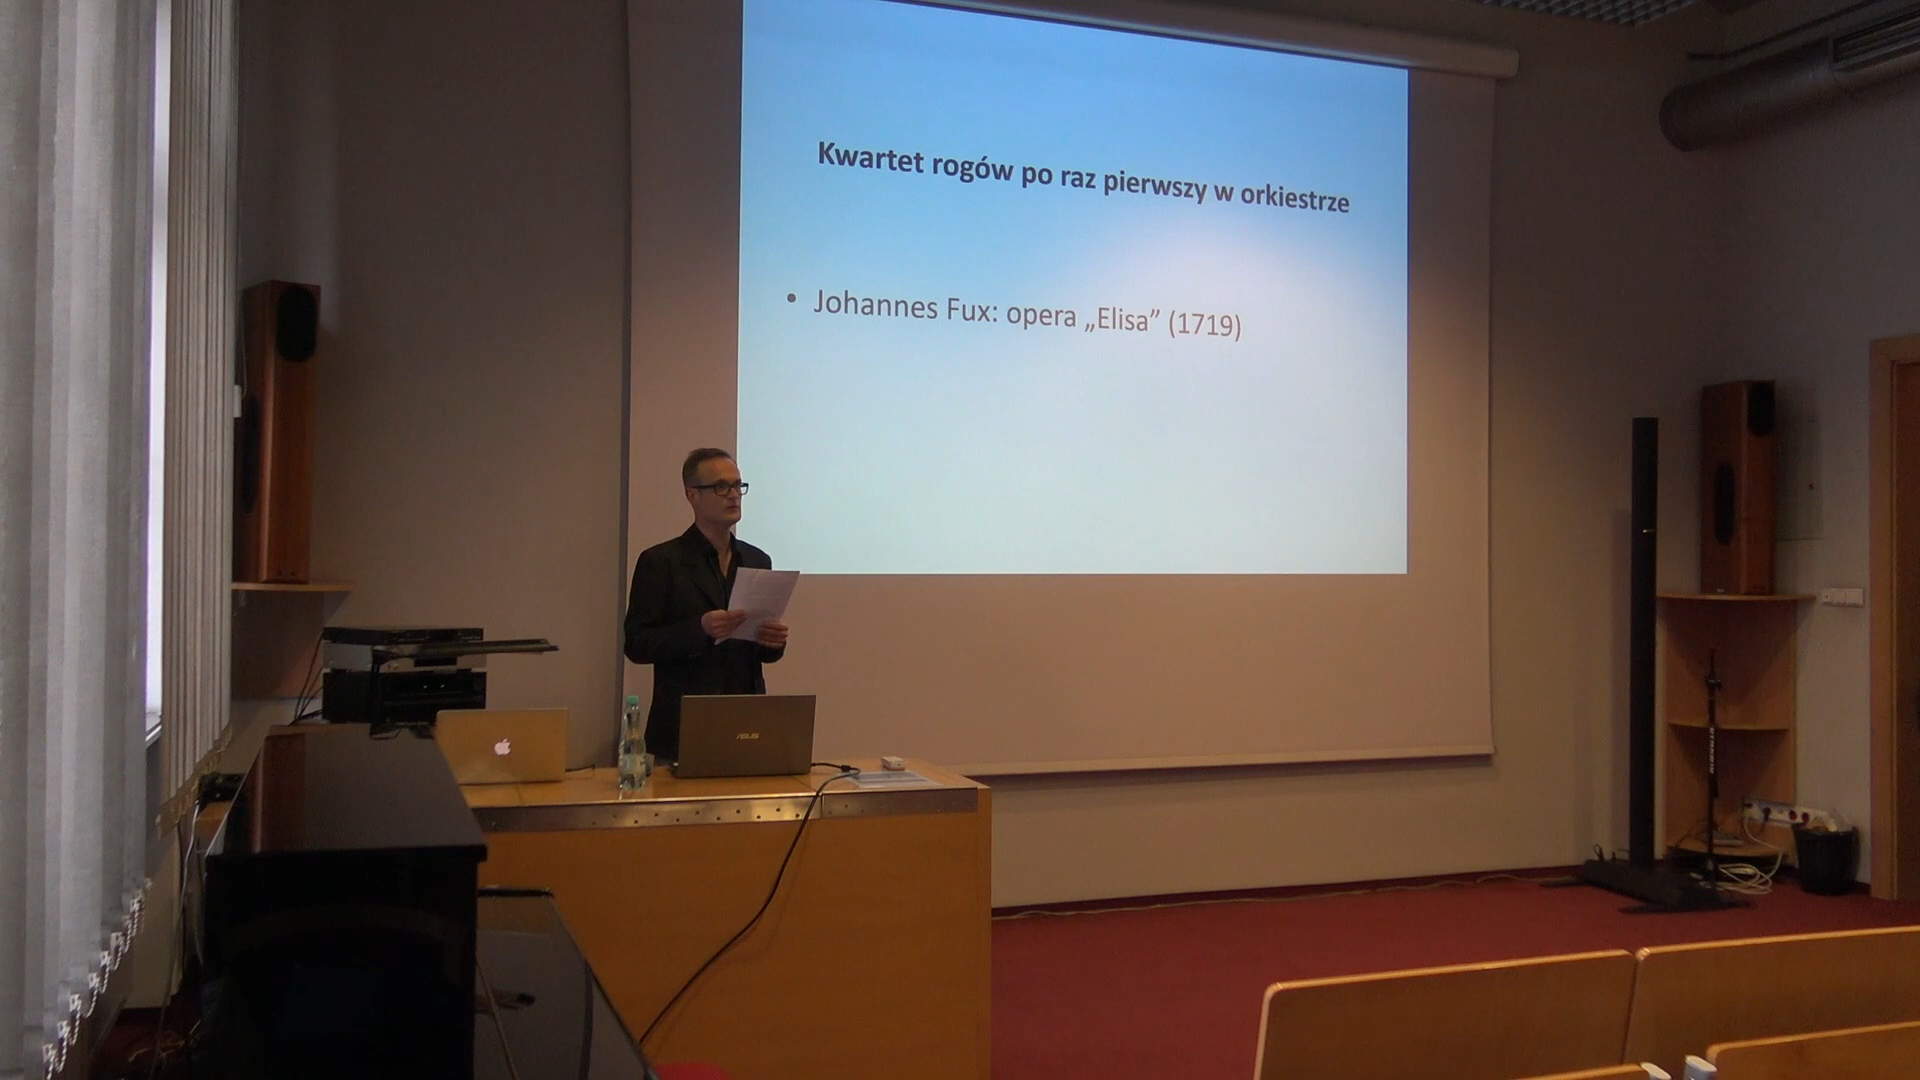 Kwartet rogów po raz pierwszy w orkiestrze
• Johannes Fux: opera „Elisa” (1719)
ASUS